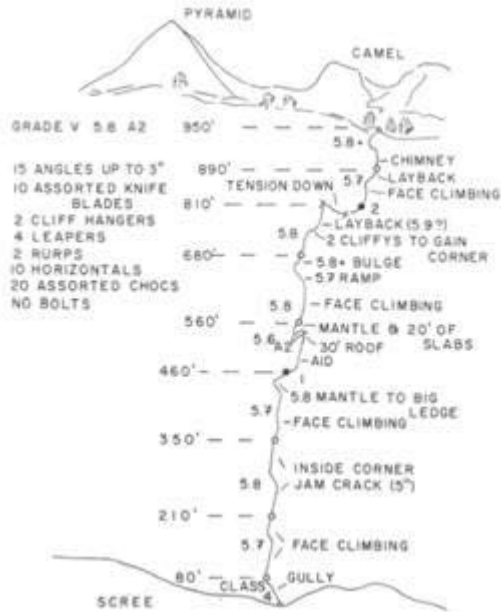 PYRAMID
CAMEL
GRADE V 5.8 A2
950'
5.8+
15 ANGLES UP TO 3"
10 ASSORTED KNIFE
BLADES
2 CLIFF HANGERS
4 LEAPERS
2 RURPS
10 HORIZONTALS
20 ASSORTED CHOCS
NO BOLTS
890'
CHIMNEY
5.7
LAYBACK
FACE CLIMBING
TENSION DOWN
810'
2
LAYBACK (5.9?)
5.8
2 CLIFFYS TO GAIN
CORNER
680'
5.8+ BULGE
5.7 RAMP
5.8
FACE CLIMBING
560'
MANTLE & 20' OF
SLABS
5.6
A2
30' ROOF
AID
460'
1
5.8 MANTLE TO BIG
LEDGE
5.7
FACE CLIMBING
350'
INSIDE CORNER
5.8
JAM CRACK (5")
210'
5.7
FACE CLIMBING
80'
CLASS
4
GULLY
SCREE